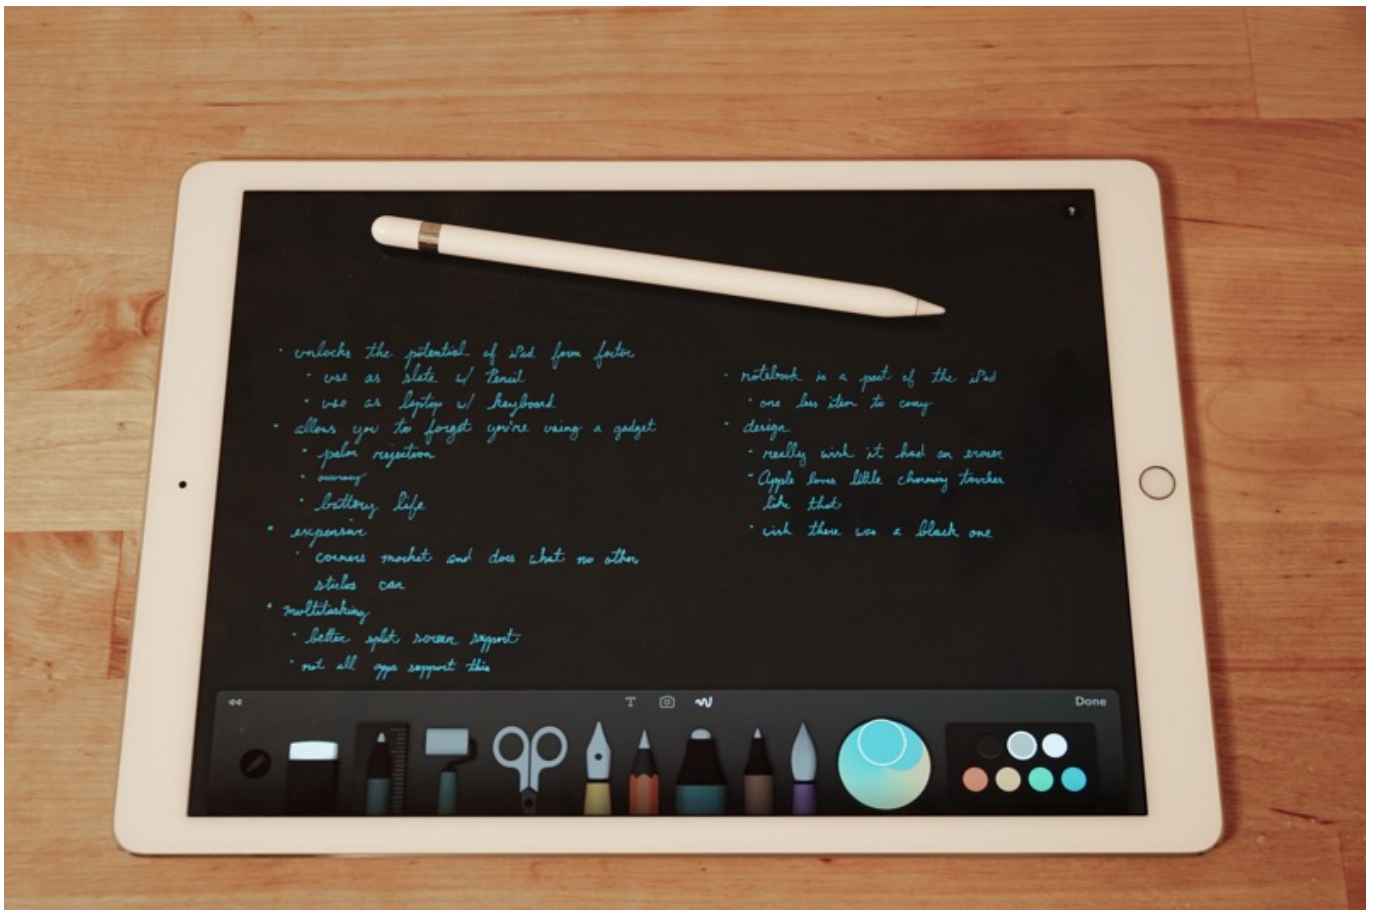 ?
· unlocks the potential of iPad form factor
· use as slate w/ Pencil
· use as laptop w/ keyboard
· allows you to forget you're using a gadget
· palm rejection
· accuracy
· battery life
· expensive
· corners market and does what no other
stylus can
· multitasking
· better split screen support
· not all apps support this
· notebook is a part of the iPad
· one less item to carry
· design
· really wish it had an eraser
· Apple loves little charming touches
like that
· wish there was a black one
T
Done